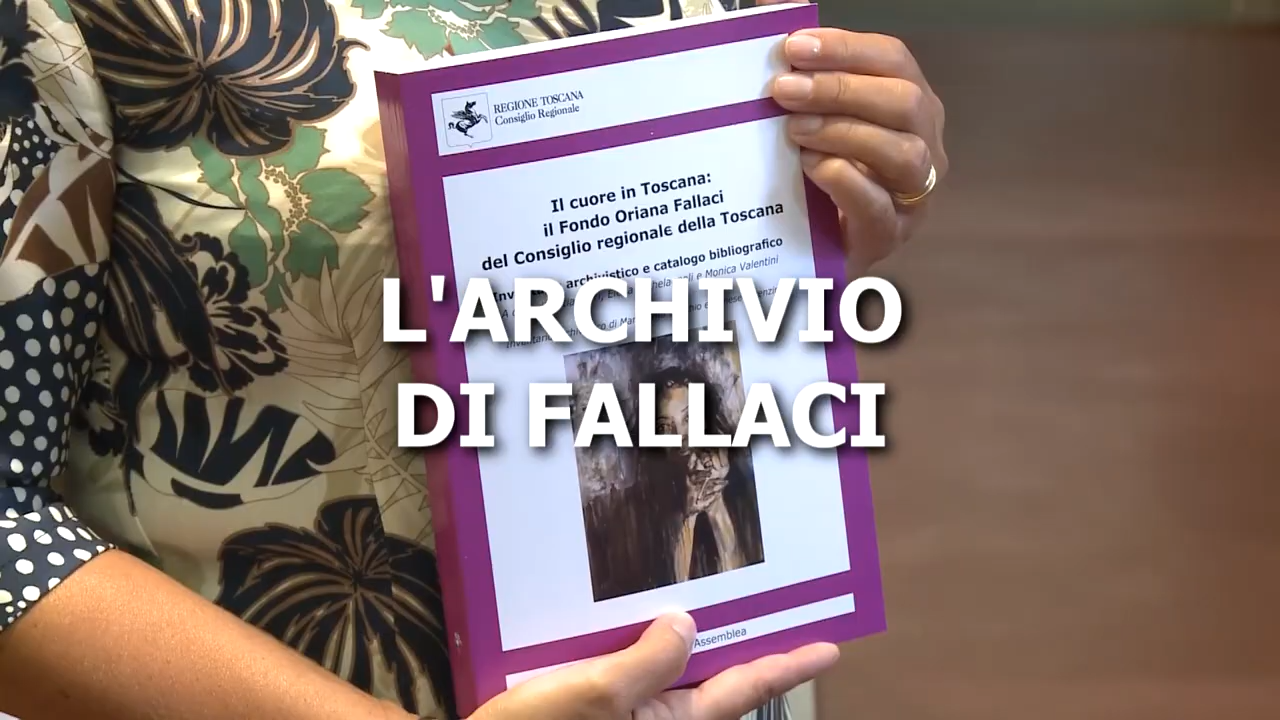 REGIONE TOSCANA
Consiglio Regionale
Il cuore in Toscana:
il Fondo Oriana Fallaci
del Consiglio regionale della Toscana
archivistico e catalogo bibliografico
e Monica Valentini
L'ARCHIVIO
DI FALLACI
Assemblea